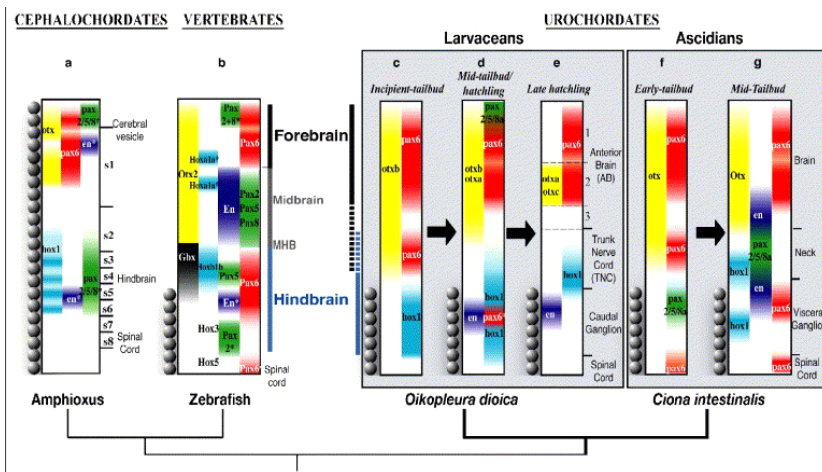 CEPHALOCHORDATES VERTEBRATES UROCHORDATES
Larvaceans Ascidians
a b c d e f g
Incipient-tailbud Mid-tailbud/ hatchling Late hatchling Early-tailbud Mid-Tailbud
otx
pax6
pax
2/5/8*
en*
Cerebral
vesicle
s1
s2
s3
s4
s5
s6
s7
s8
hox1
pax
2/5/8*
en*
Hindbrain
Spinal
Cord
Amphioxus
Pax
2+8*
Pax6
Otx2
En
Pax2
Pax5
Pax8
Gbx
Pax5
Pax6
En*
Hox3
Pax
2*
Hox5
Pax6
Forebrain
Midbrain
MHB
Hindbrain
Spinal
cord
Zebrafish
otxb
pax6
pax6
hox1
pax
2/5/8a
pax6
otxb
otxa
hox1
en
pax6*
hox1
pax6
otxa
otxc
hox1
en
1
2
3
Anterior
Brain
(AD)
Trunk
Nerve
Cord
(TNC)
Caudal
Ganglion
Spinal
Cord
Oikopleura dioica
otx
pax6
pax6
pax
2/5/8a
pax6
Otx
pax6
en
pax
2/5/8a
hox1
en
hox1
pax6
Brain
Neck
Visceral
Ganglion
Spinal
Cord
Ciona intestinalis